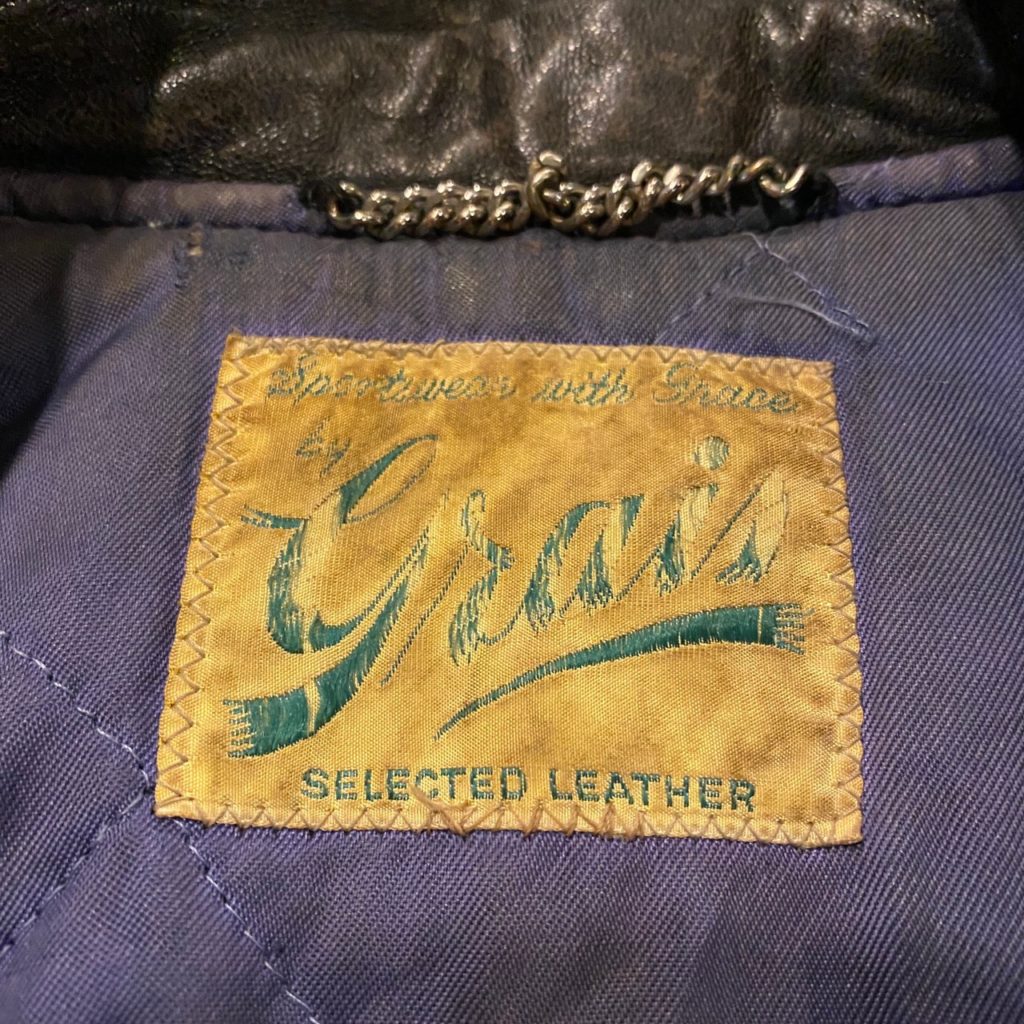 Sportswear with Grace
by
Grais
SELECTED LEATHER